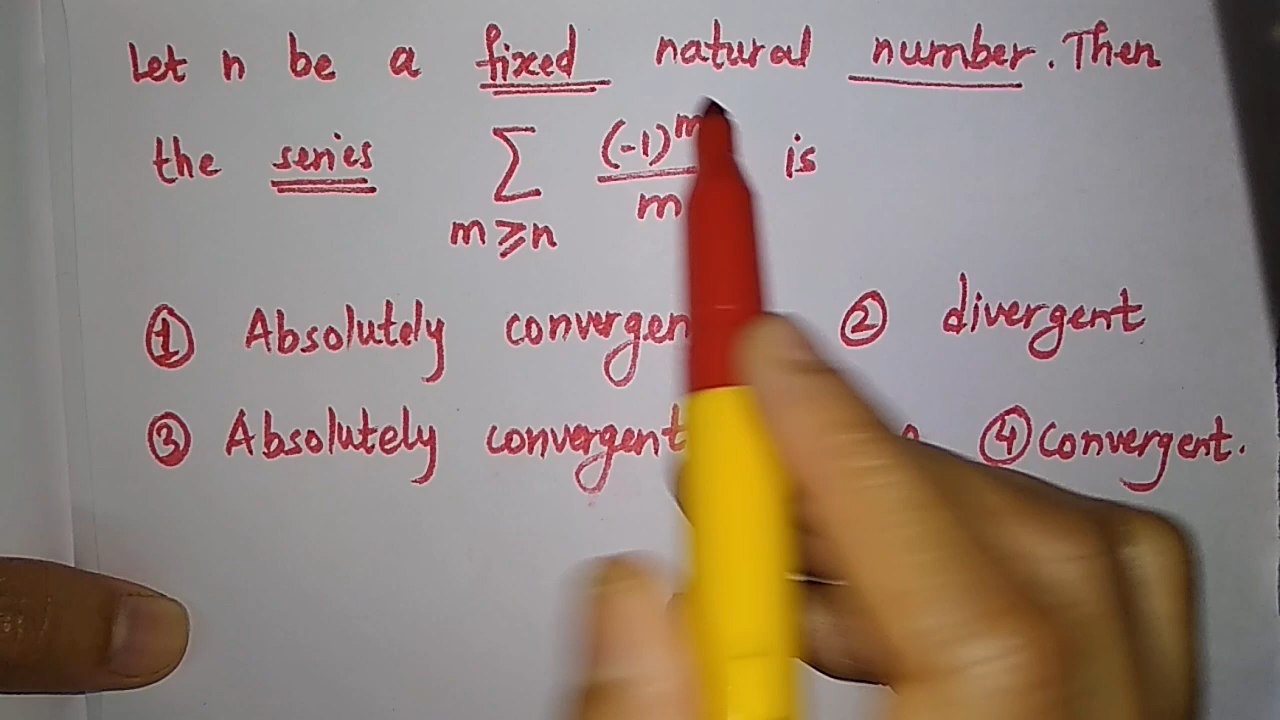 Let n be a fixed natural number. Then
the series ∑ (-1)^m / m is
m ≥ n
① Absolutely ② divergent
③ Absolutely convergent ④ Convergent.